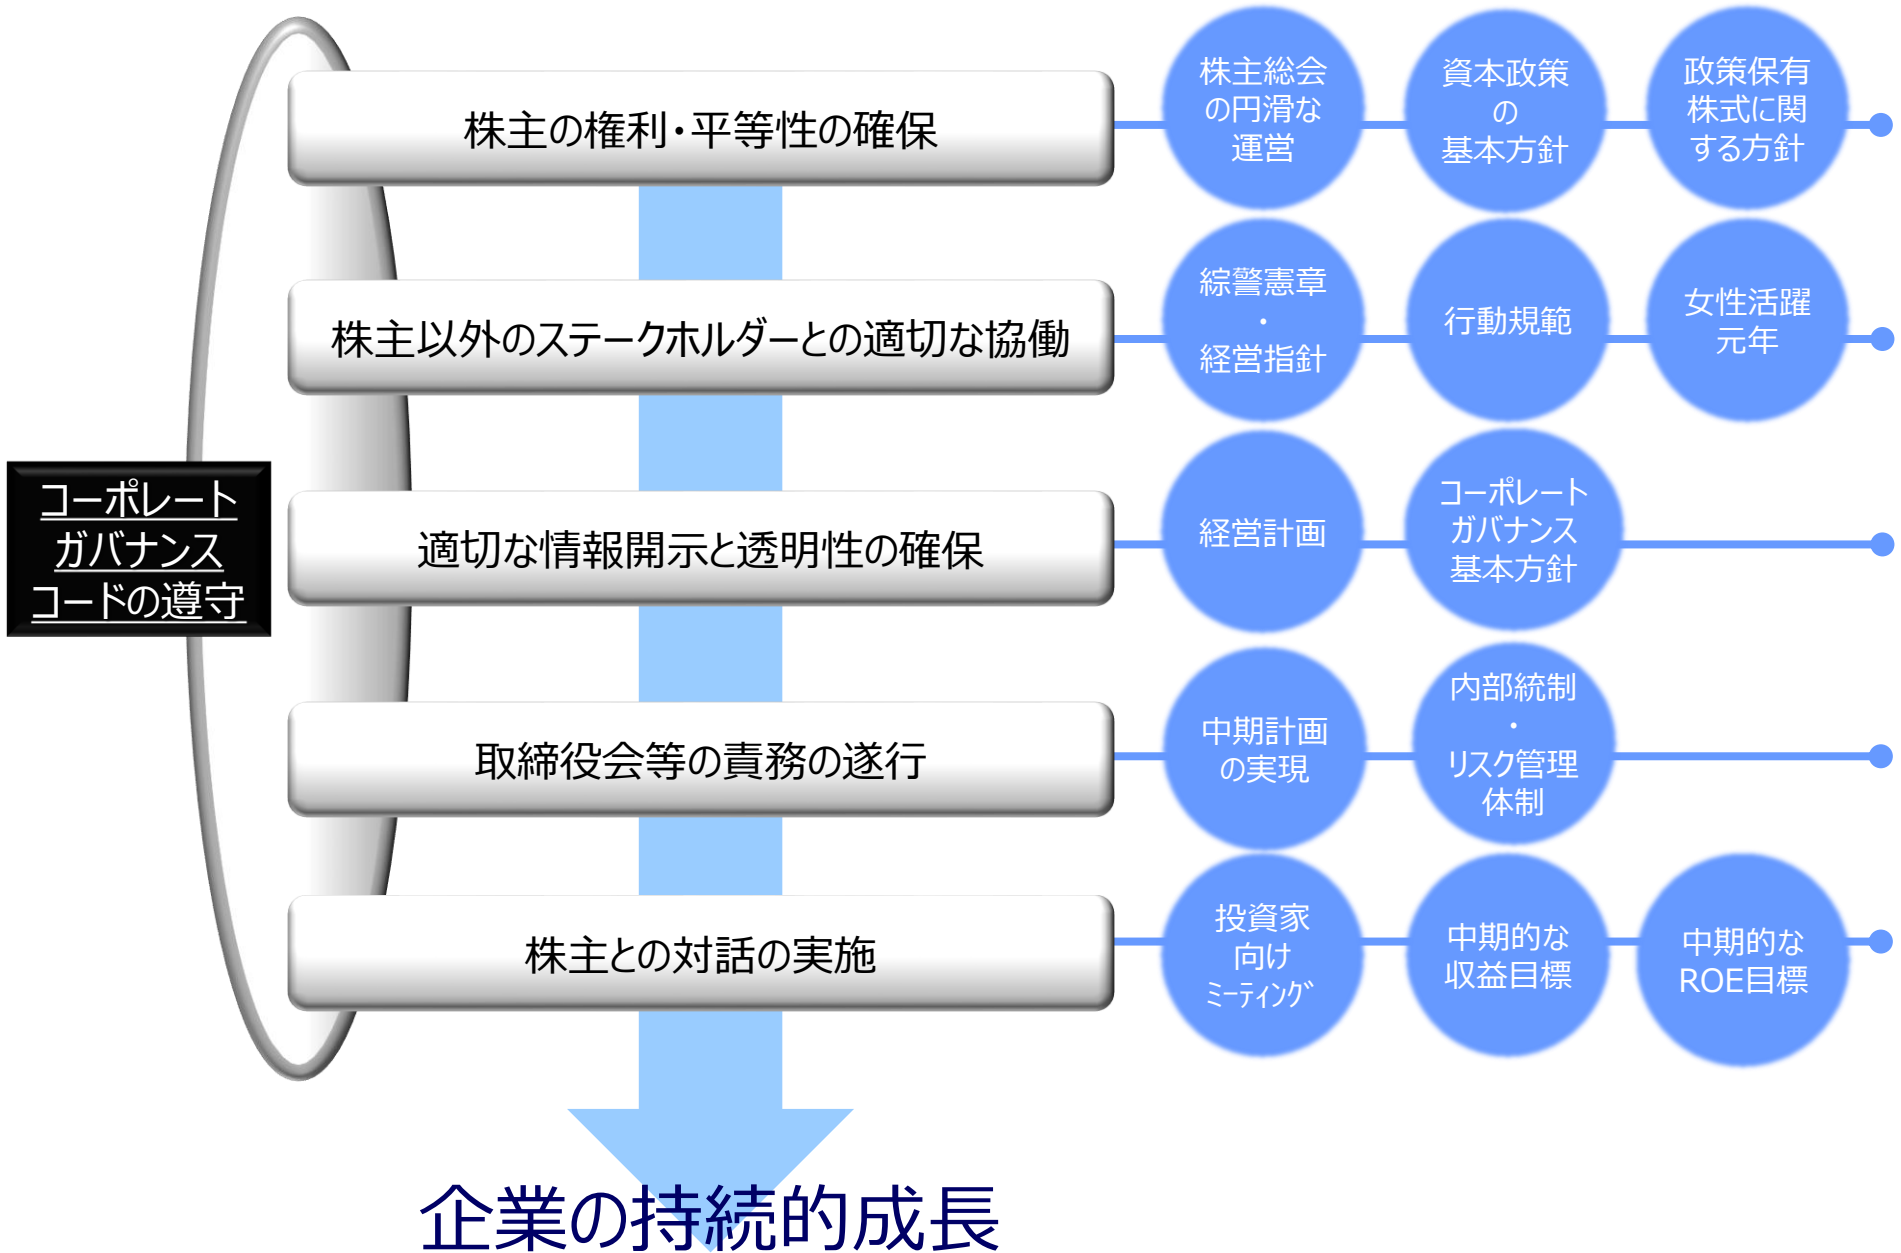 コーポレート
ガバナンス
コードの遵守
株主の権利・平等性の確保
株主総会
の円滑な
運営
資本政策
の
基本方針
政策保有
株式に関
する方針
株主以外のステークホルダーとの適切な協働
綜警憲章
・
経営指針
行動規範
女性活躍
元年
適切な情報開示と透明性の確保
経営計画
コーポレート
ガバナンス
基本方針
取締役会等の責務の遂行
中期計画
の実現
内部統制
・
リスク管理
体制
株主との対話の実施
投資家
向け
ﾐｰﾃｨﾝｸﾞ
中期的な
収益目標
中期的な
ROE目標
企業の持続的成長